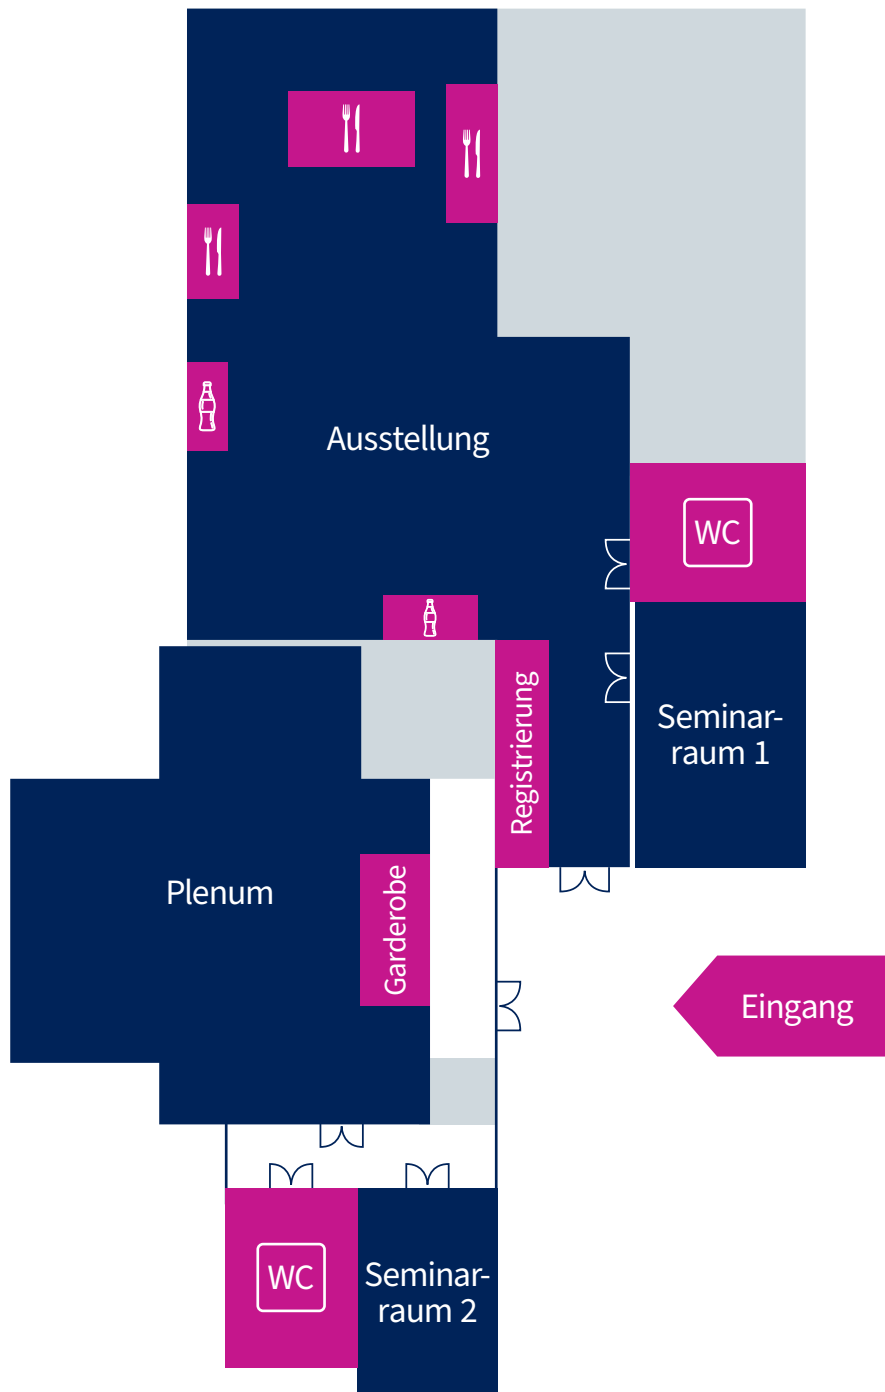 Ausstellung
WC
Seminar-
raum 1
Registrierung
Plenum
Garderobe
Eingang
WC
Seminar-
raum 2